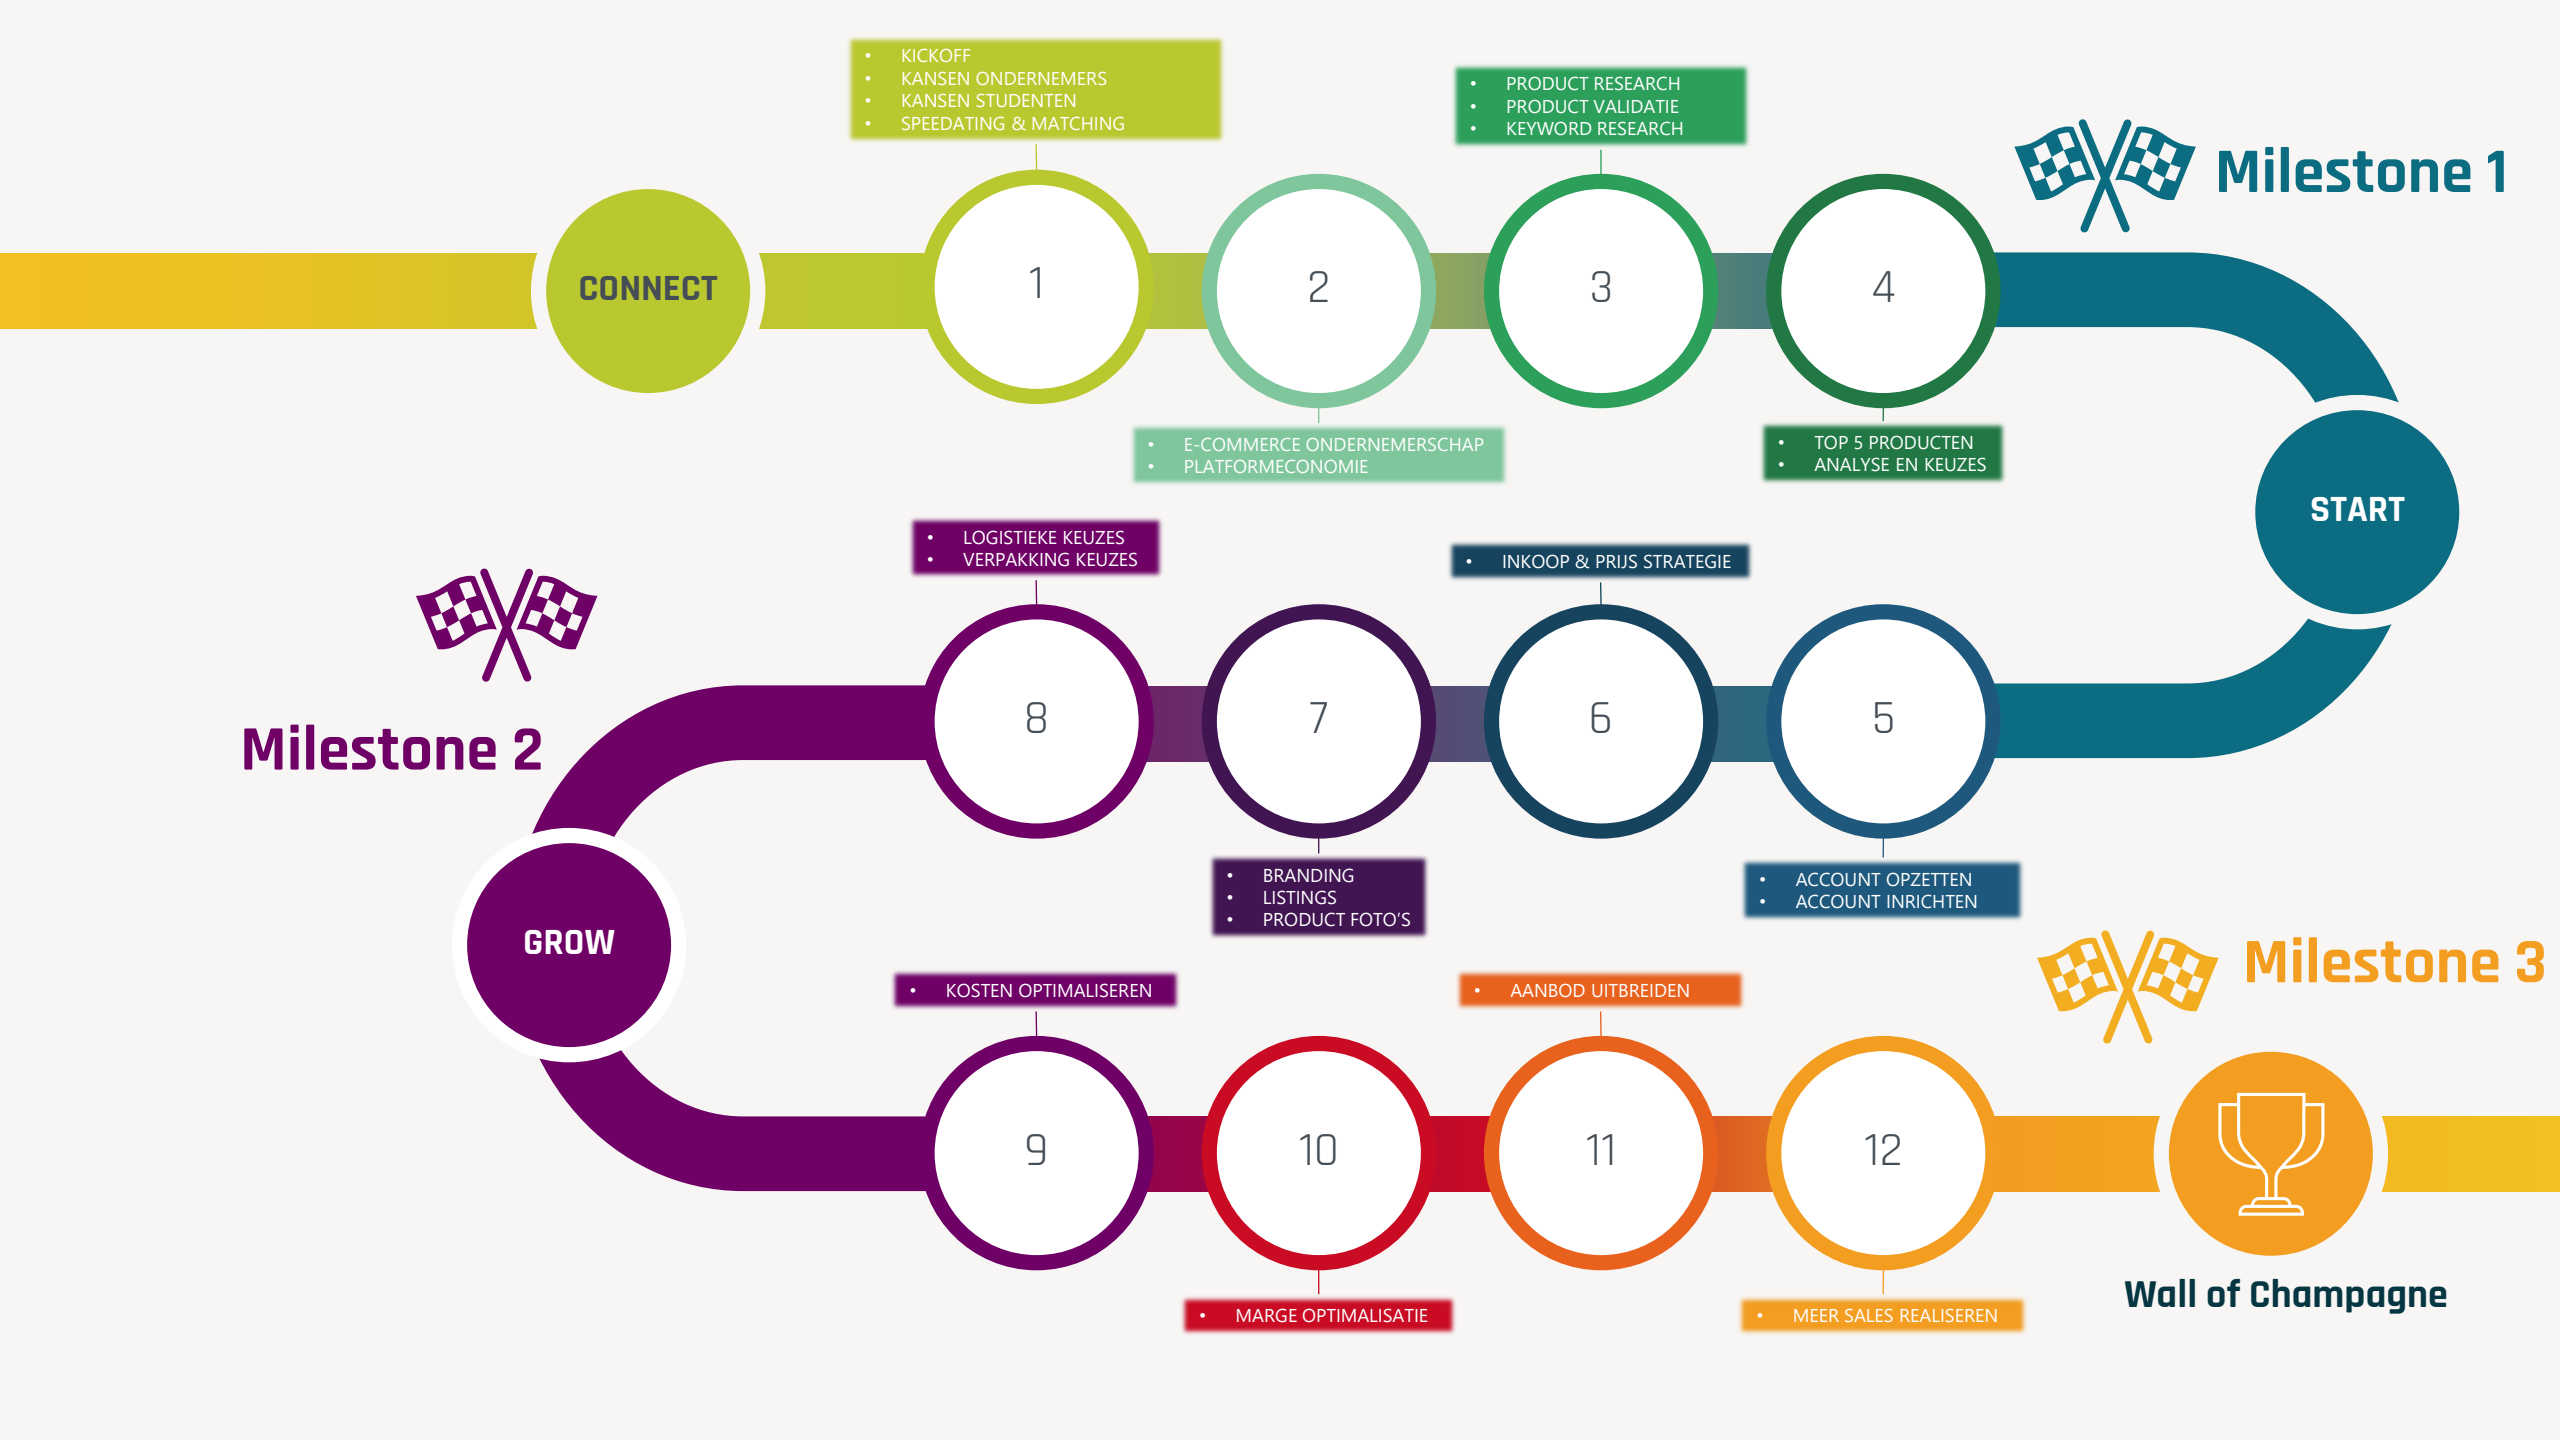 • KICKOFF
• KANSEN ONDERNEMERS
• KANSEN STUDENTEN
• SPEEDATING & MATCHING
• PRODUCT RESEARCH
• PRODUCT VALIDATIE
• KEYWORD RESEARCH
Milestone 1
CONNECT
1
2
3
4
• E-COMMERCE ONDERNEMERSCHAP
• PLATFORMECONOMIE
• TOP 5 PRODUCTEN
• ANALYSE EN KEUZES
START
• LOGISTIEKE KEUZES
• VERPAKKING KEUZES
• INKOOP & PRIJS STRATEGIE
Milestone 2
8
7
6
5
• BRANDING
• LISTINGS
• PRODUCT FOTO’S
• ACCOUNT OPZETTEN
• ACCOUNT INRICHTEN
GROW
Milestone 3
• KOSTEN OPTIMALISEREN
• AANBOD UITBREIDEN
9
10
11
12
• MARGE OPTIMALISATIE
• MEER SALES REALISEREN
Wall of Champagne